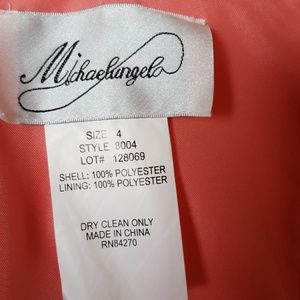 Michaelangelo
SIZE 4
STYLE 8004
LOT# 128069
SHELL: 100% POLYESTER
LINING: 100% POLYESTER
DRY CLEAN ONLY
MADE IN CHINA
RN84270